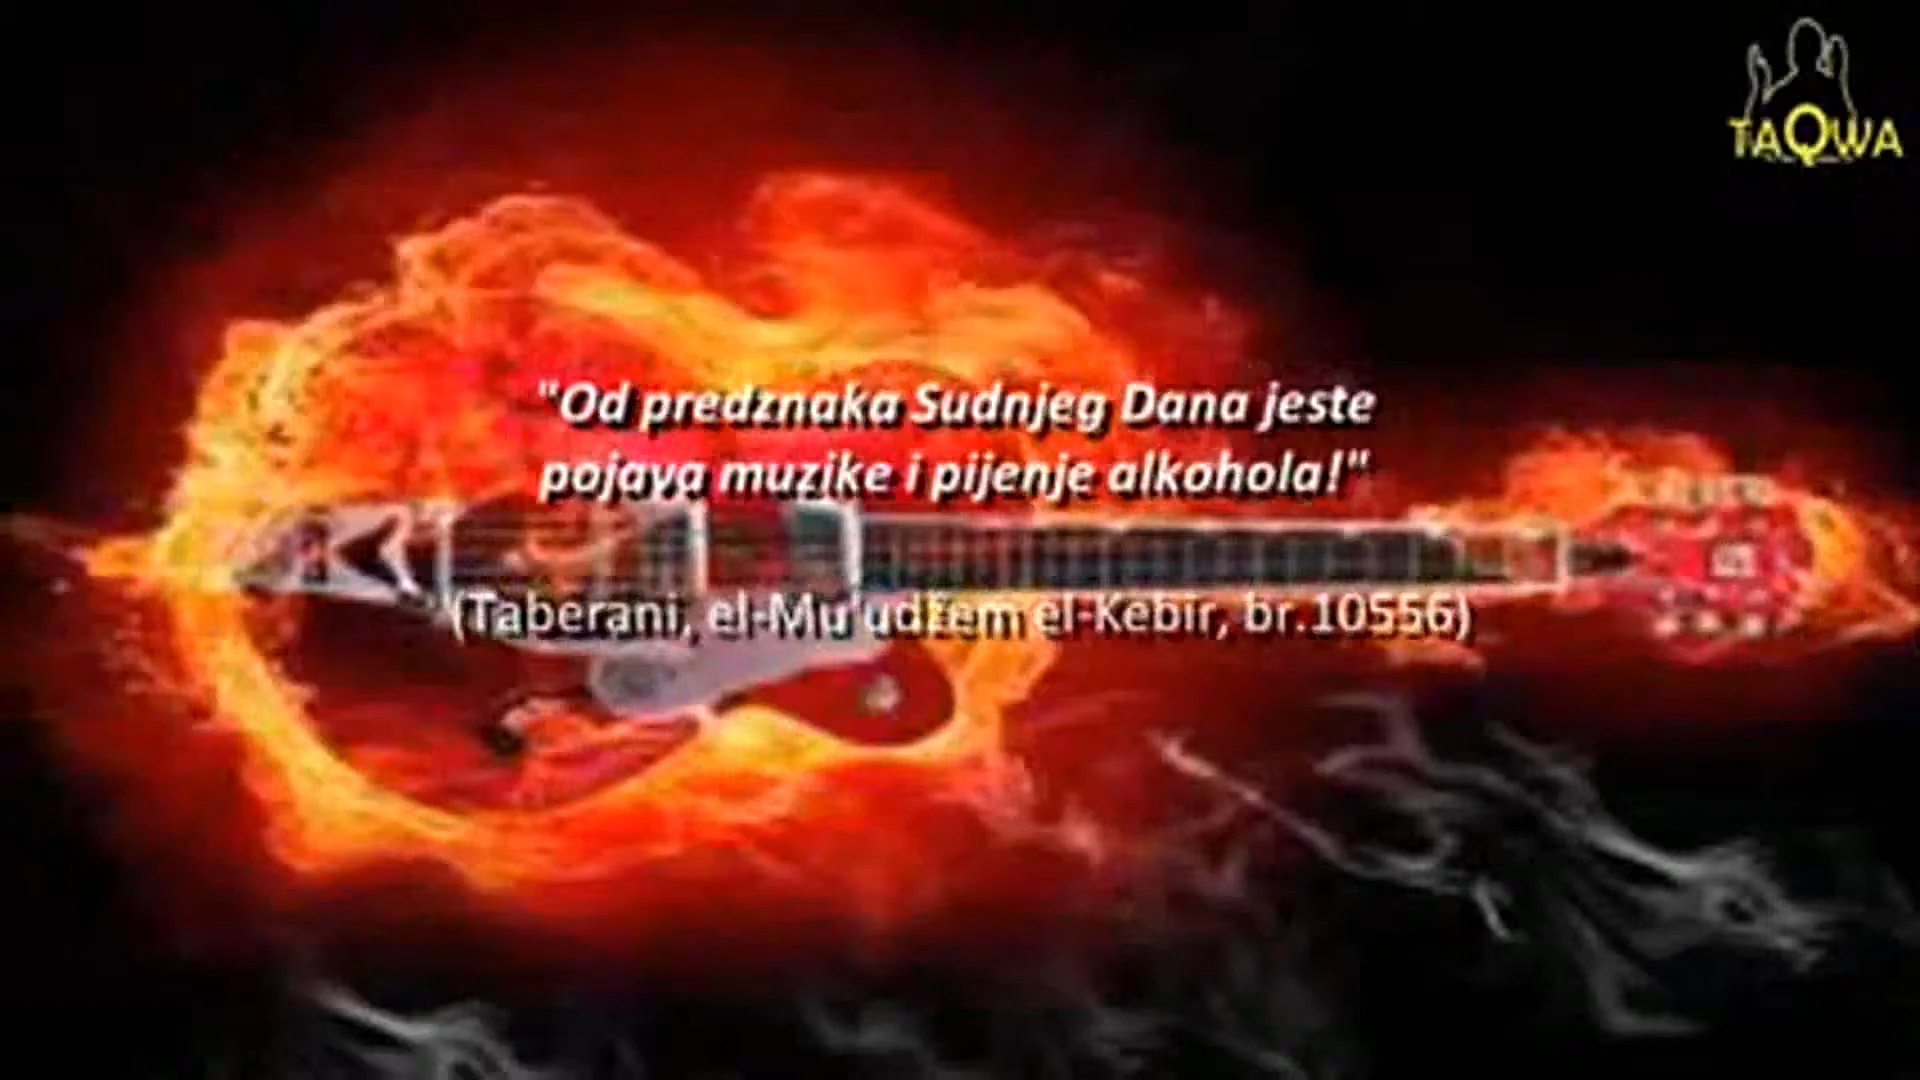 TAQWA
"Od predznaka Sudnjeg Dana jeste
pojava muzike i pijenje alkohola!"
(Taberani, el-Mu'udžem el-Kebir, br.10556)